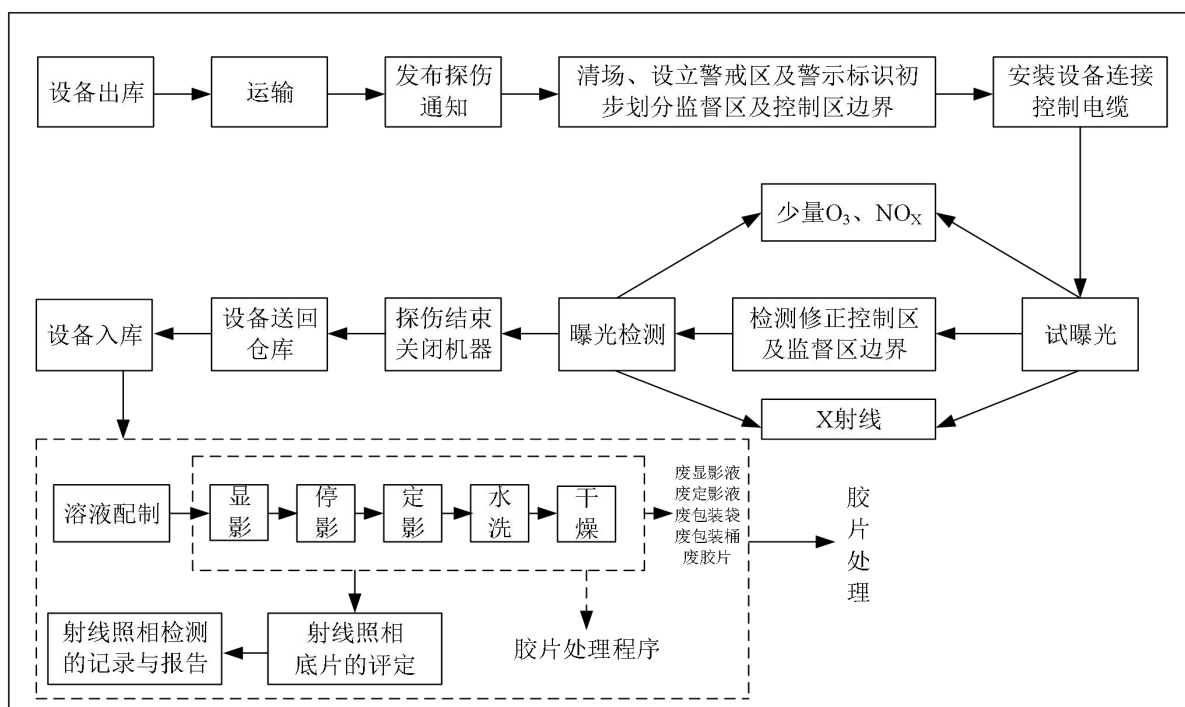 设备出库
运输
发布探伤
通知
清场、设立警戒区及警示标识初
步划分监督区及控制区边界
安装设备连接
控制电缆
少量O₃、NOₓ
设备入库
设备送回
仓库
探伤结束
关闭机器
曝光检测
检测修正控制区
及监督区边界
试曝光
X射线
溶液配制
显
影
停
影
定
影
水
洗
干
燥
废显影液
废定影液
废包装袋
废包装桶
废胶片
胶
片
处
理
射线照相检测
的记录与报告
射线照相
底片的评定
胶片处理程序